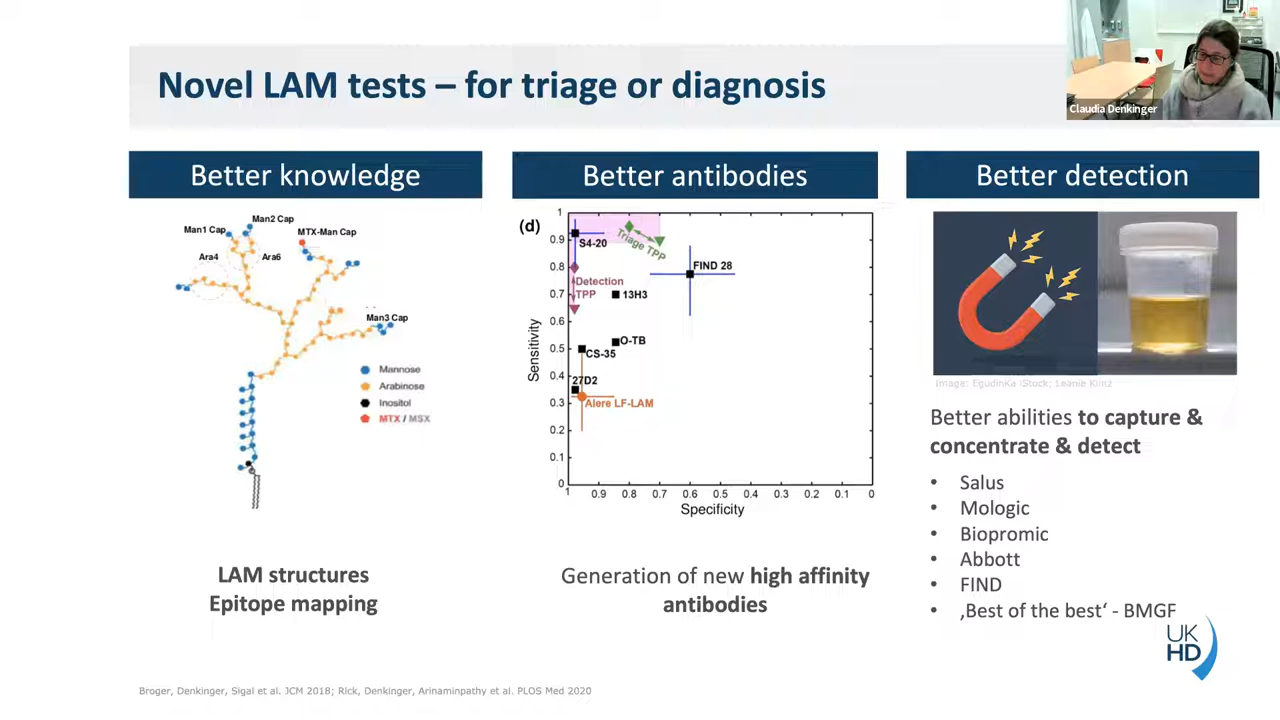 Novel LAM tests – for triage or diagnosis
Claudia Denkinger
Better knowledge
Man2 Cap
Man1 Cap
MTX-Man Cap
Ara4
Ara6
Man3 Cap
Mannose
Arabinose
Inositol
MTX / MSX
LAM structures
Epitope mapping
Better antibodies
(d)
1
0.9
0.8
0.7
0.6
0.5
0.4
0.3
0.2
0.1
0
Sensitivity
S4-20
Triage TPP
FIND 28
Detection
TPP
13H3
O-TB
CS-35
27D2
Alere LF-LAM
1 0.9 0.8 0.7 0.6 0.5 0.4 0.3 0.2 0.1 0
Specificity
Generation of new high affinity
antibodies
Better detection
Image: EgudinKa iStock; Leanie Klintz
Better abilities to capture &
concentrate & detect
• Salus
• Mologic
• Biopromic
• Abbott
• FIND
• ‚Best of the best‘ - BMGF
UK
HD
Broger, Denkinger, Sigal et al. JCM 2018; Rick, Denkinger, Arinaminpathy et al. PLOS Med 2020